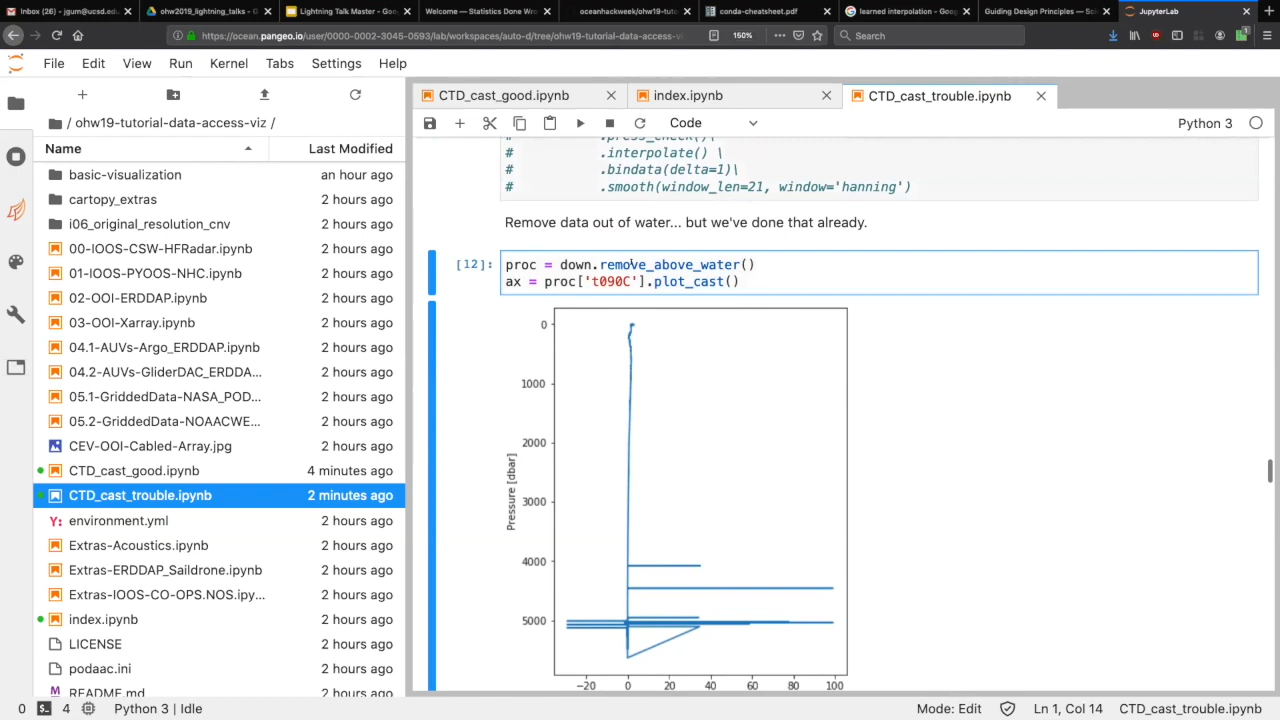 Inbox (26) - jgum@ucsd.ed
ohw2019_lightning_talks - G
Lightning Talk Master - Goo
Welcome — Statistics Done Wro
oceanhackweek/ohw19-tuto
conda-cheatsheet.pdf
learned interpolation - Goo
Guiding Design Principles — Sci
JupyterLab
https://ocean.pangeo.io/user/0000-0002-3045-0593/lab/workspaces/auto-d/tree/ohw19-tutorial-data-access-vi
150%
Search
File Edit View Run Kernel Tabs Settings Help
CTD_cast_good.ipynb
index.ipynb
CTD_cast_trouble.ipynb
/ ohw19-tutorial-data-access-viz /
Code
Python 3
Name Last Modified
basic-visualization an hour ago
cartopy_extras 2 hours ago
i06_original_resolution_cnv 2 hours ago
00-IOOS-CSW-HFRadar.ipynb 2 hours ago
01-IOOS-PYOOS-NHC.ipynb 2 hours ago
02-OOI-ERDDAP.ipynb 2 hours ago
03-OOI-Xarray.ipynb 2 hours ago
04.1-AUVs-Argo_ERDDAP.ipynb 2 hours ago
04.2-AUVs-GliderDAC_ERDDA... 2 hours ago
05.1-GriddedData-NASA_POD... 2 hours ago
05.2-GriddedData-NOAACWE... 2 hours ago
CEV-OOI-Cabled-Array.jpg 2 hours ago
CTD_cast_good.ipynb 4 minutes ago
CTD_cast_trouble.ipynb 2 minutes ago
Y: environment.yml 2 hours ago
Extras-Acoustics.ipynb 2 hours ago
Extras-ERDDAP_Saildrone.ipynb 2 hours ago
Extras-IOOS-CO-OPS.NOS.ipy... 2 hours ago
index.ipynb 2 hours ago
LICENSE 2 hours ago
podaac.ini 2 hours ago
M README.md 2 hours ago
# .press_check()\
# .interpolate() \
# .bindata(delta=1)\
# .smooth(window_len=21, window='hanning')
Remove data out of water... but we've done that already.
[12]: proc = down.remove_above_water()
ax = proc['t090C'].plot_cast()
0
1000
2000
3000
4000
5000
Pressure [dbar]
−20 0 20 40 60 80 100
0 4 Python 3 | Idle
Mode: Edit Ln 1, Col 14 CTD_cast_trouble.ipynb